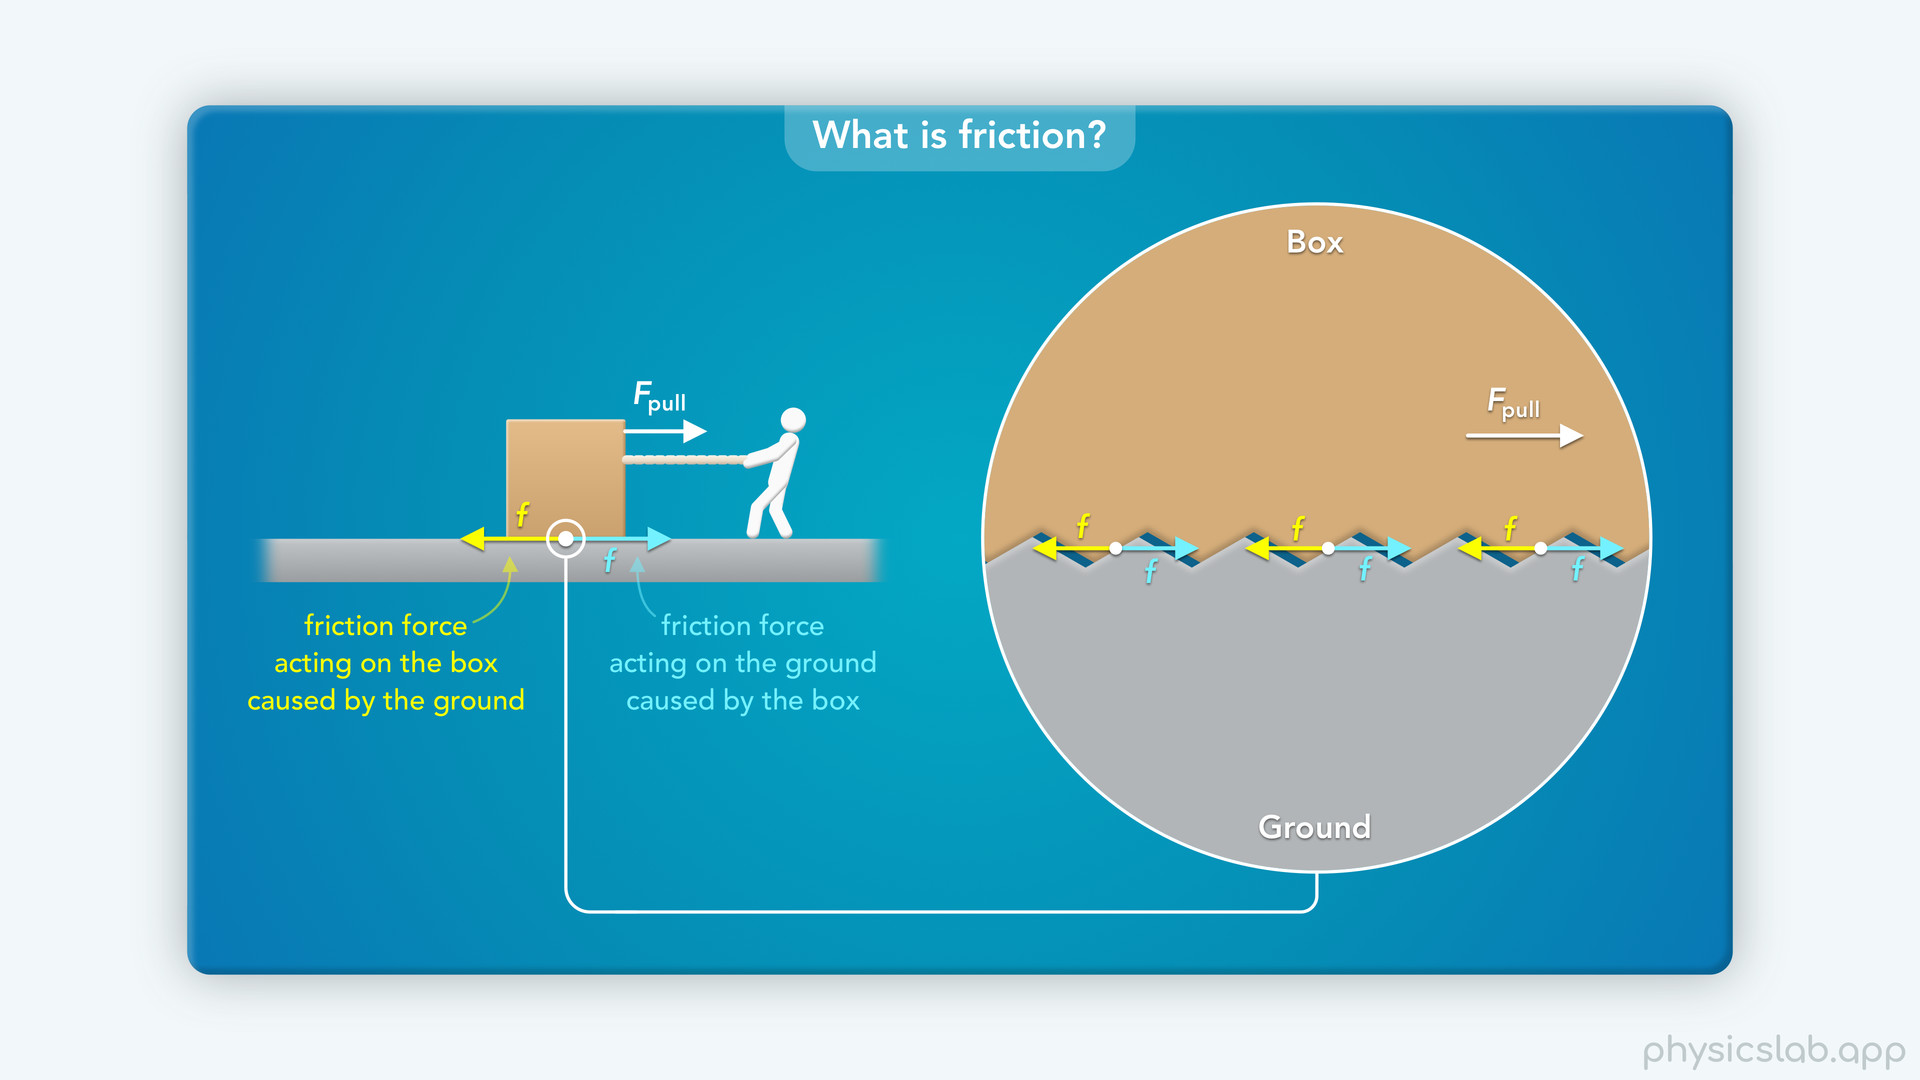 What is friction?
Fpull
f
f
friction force
acting on the box
caused by the ground
friction force
acting on the ground
caused by the box
Box
Fpull
f
f
f
f
f
f
Ground
physicslab.app